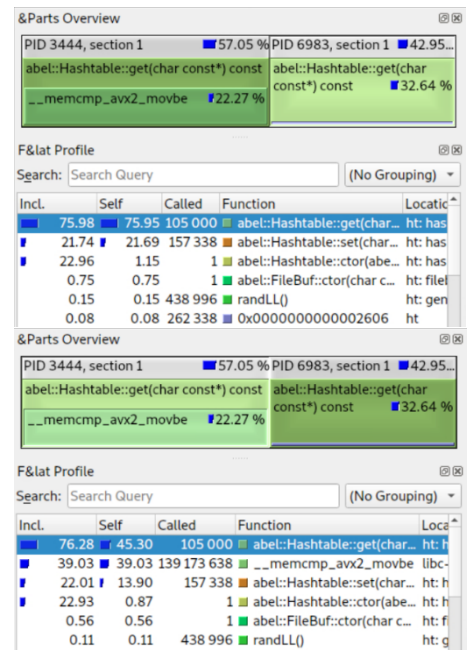 &Parts Overview
PID 3444, section 1 57.05 % PID 6983, section 1 42.95...
abel::Hashtable::get(char const*) const abel::Hashtable::get(char
const*) const 32.64 %
__memcmp_avx2_movbe 22.27 %
F&lat Profile
Search: Search Query (No Grouping)
Incl. Self Called Function Locatic
75.98 75.95 105 000 abel::Hashtable::get(char... ht: has
21.74 21.69 157 338 abel::Hashtable::set(char... ht: has
22.96 1.15 1 abel::Hashtable::ctor(abe... ht: has
0.75 0.75 1 abel::FileBuf::ctor(char c... ht: filel
0.15 0.15 438 996 randLL() ht: gen
0.08 0.08 262 338 0x0000000000002606 ht
&Parts Overview
PID 3444, section 1 57.05 % PID 6983, section 1 42.95...
abel::Hashtable::get(char const*) const abel::Hashtable::get(char
const*) const 32.64 %
__memcmp_avx2_movbe 22.27 %
F&lat Profile
Search: Search Query (No Grouping)
Incl. Self Called Function Loca
76.28 45.30 105 000 abel::Hashtable::get(char... ht: h
39.03 39.03 139 173 638 __memcmp_avx2_movbe libc-
22.01 13.90 157 338 abel::Hashtable::set(char... ht: h
22.93 0.87 1 abel::Hashtable::ctor(abe... ht: h
0.56 0.56 1 abel::FileBuf::ctor(char c... ht: fi
0.11 0.11 438 996 randLL() ht: g